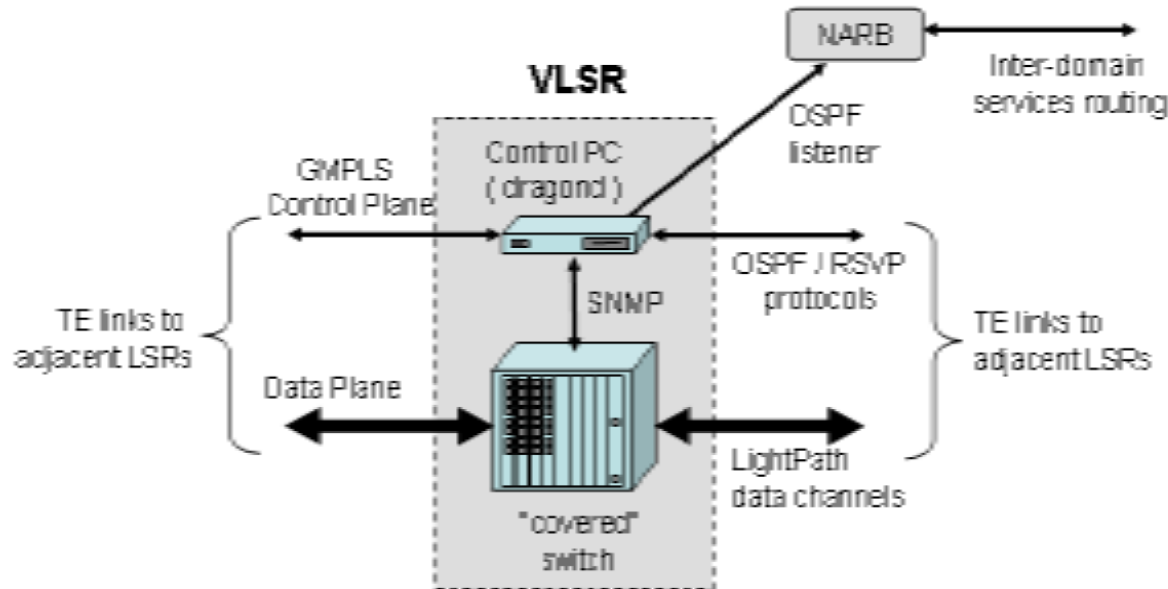 NARB
Inter-domain
services routing
VLSR
OSPF
listener
Control PC
( dragond )
GMPLS
Control Plane
OSPF / RSVP
protocols
SNMP
TE links to
adjacent LSRs
TE links to
adjacent LSRs
Data Plane
LightPath
data channels
"covered"
switch